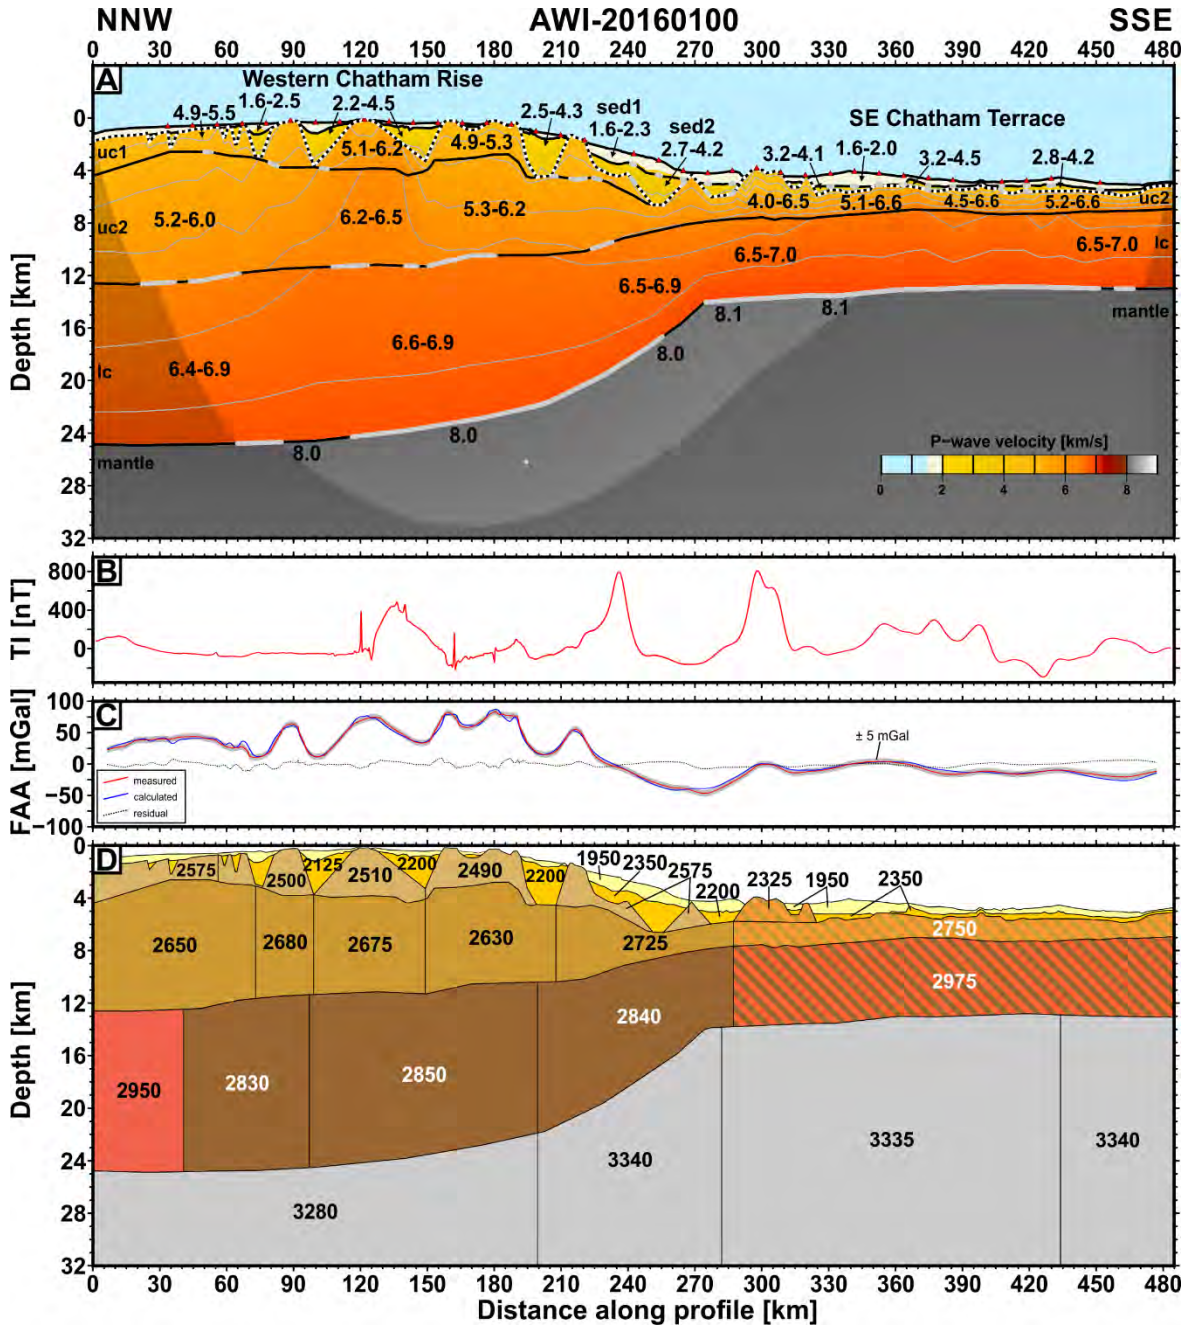 NNW AWI-20160100 SSE
0 30 60 90 120 150 180 210 240 270 300 330 360 390 420 450 480
A
Western Chatham Rise
4.9-5.5 1.6-2.5 2.2-4.5 2.5-4.3 sed1
1.6-2.3 sed2 SE Chatham Terrace
uc1 5.1-6.2 4.9-5.3 2.7-4.2 3.2-4.1 1.6-2.0 3.2-4.5 2.8-4.2
uc2 5.2-6.0 6.2-6.5 5.3-6.2 4.0-6.5 5.1-6.6 4.5-6.6 5.2-6.6 uc2
6.5-7.0 6.5-7.0 lc
6.5-6.9
8.1 8.1 mantle
6.6-6.9
8.0
lc 6.4-6.9
8.0
8.0
mantle
P-wave velocity [km/s]
0 2 4 6 8
Depth [km]
0
4
8
12
16
20
24
28
32
B
TI [nT]
800
400
0
C
FAA [mGal]
100
50
0
−50
−100
± 5 mGal
measured
calculated
residual
D
Depth [km]
0
4
8
12
16
20
24
28
32
2575 2500 2125 2510 2200 2490 2200 1950 2350 2575 2200 2325 1950 2350
2650 2680 2675 2630 2725 2750
2950 2830 2850 2840 2975
3280 3340 3335 3340
0 30 60 90 120 150 180 210 240 270 300 330 360 390 420 450 480
Distance along profile [km]